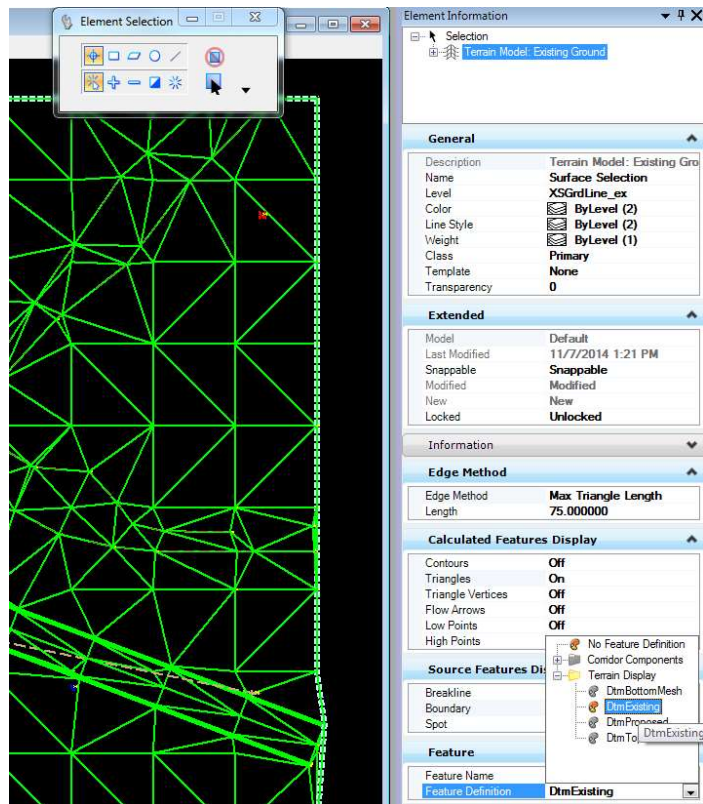 Element Selection
Element Information
Selection
Terrain Model: Existing Ground
General
Description Terrain Model: Existing Gro
Name Surface Selection
Level XSGrdLine_ex
Color ByLevel (2)
Line Style ByLevel (2)
Weight ByLevel (1)
Class Primary
Template None
Transparency 0
Extended
Model Default
Last Modified 11/7/2014 1:21 PM
Snappable Snappable
Modified Modified
New New
Locked Unlocked
Information
Edge Method
Edge Method Max Triangle Length
Length 75.000000
Calculated Features Display
Contours Off
Triangles On
Triangle Vertices Off
Flow Arrows Off
Low Points Off
High Points
No Feature Definition
Corridor Components
Source Features Dis
Terrain Display
Breakline
DtmBottomMesh
Boundary
DtmExisting
Spot
DtmProposed
DtmTo
DtmExisting
Feature
Feature Name
Feature Definition DtmExisting